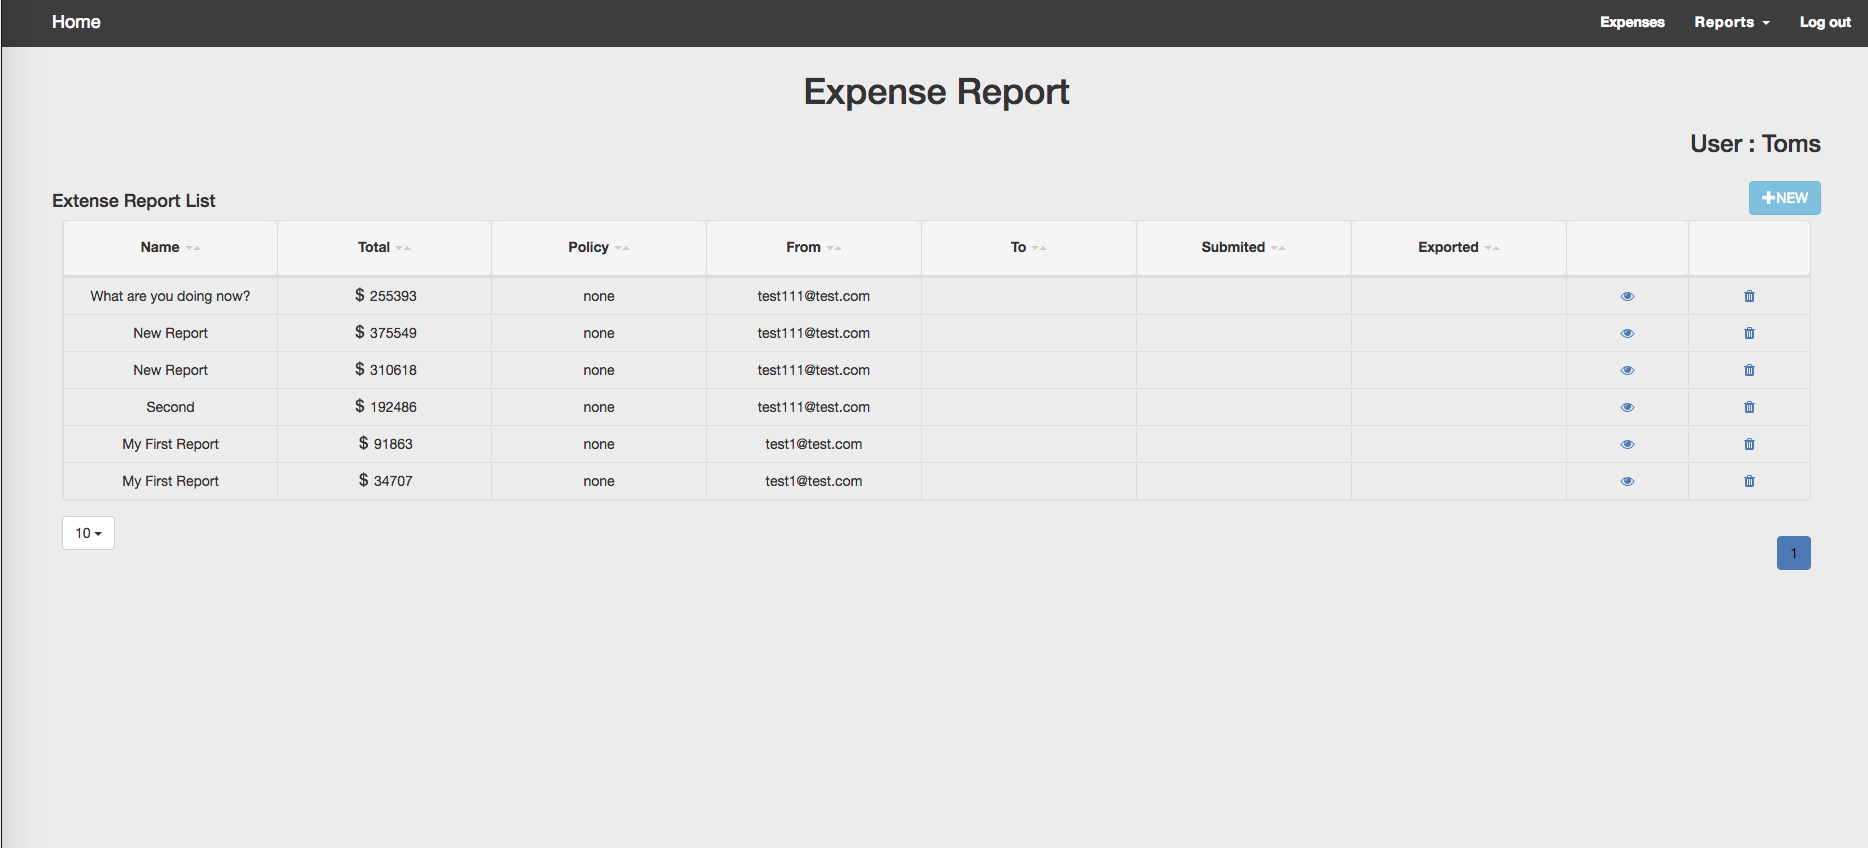 Home Expenses Reports Log out
Expense Report
User : Toms
Extense Report List
NEW
Name Total Policy From To Submited Exported
What are you doing now? $ 255393 none test111@test.com
New Report $ 375549 none test111@test.com
New Report $ 310618 none test111@test.com
Second $ 192486 none test111@test.com
My First Report $ 91863 none test1@test.com
My First Report $ 34707 none test1@test.com
10
1